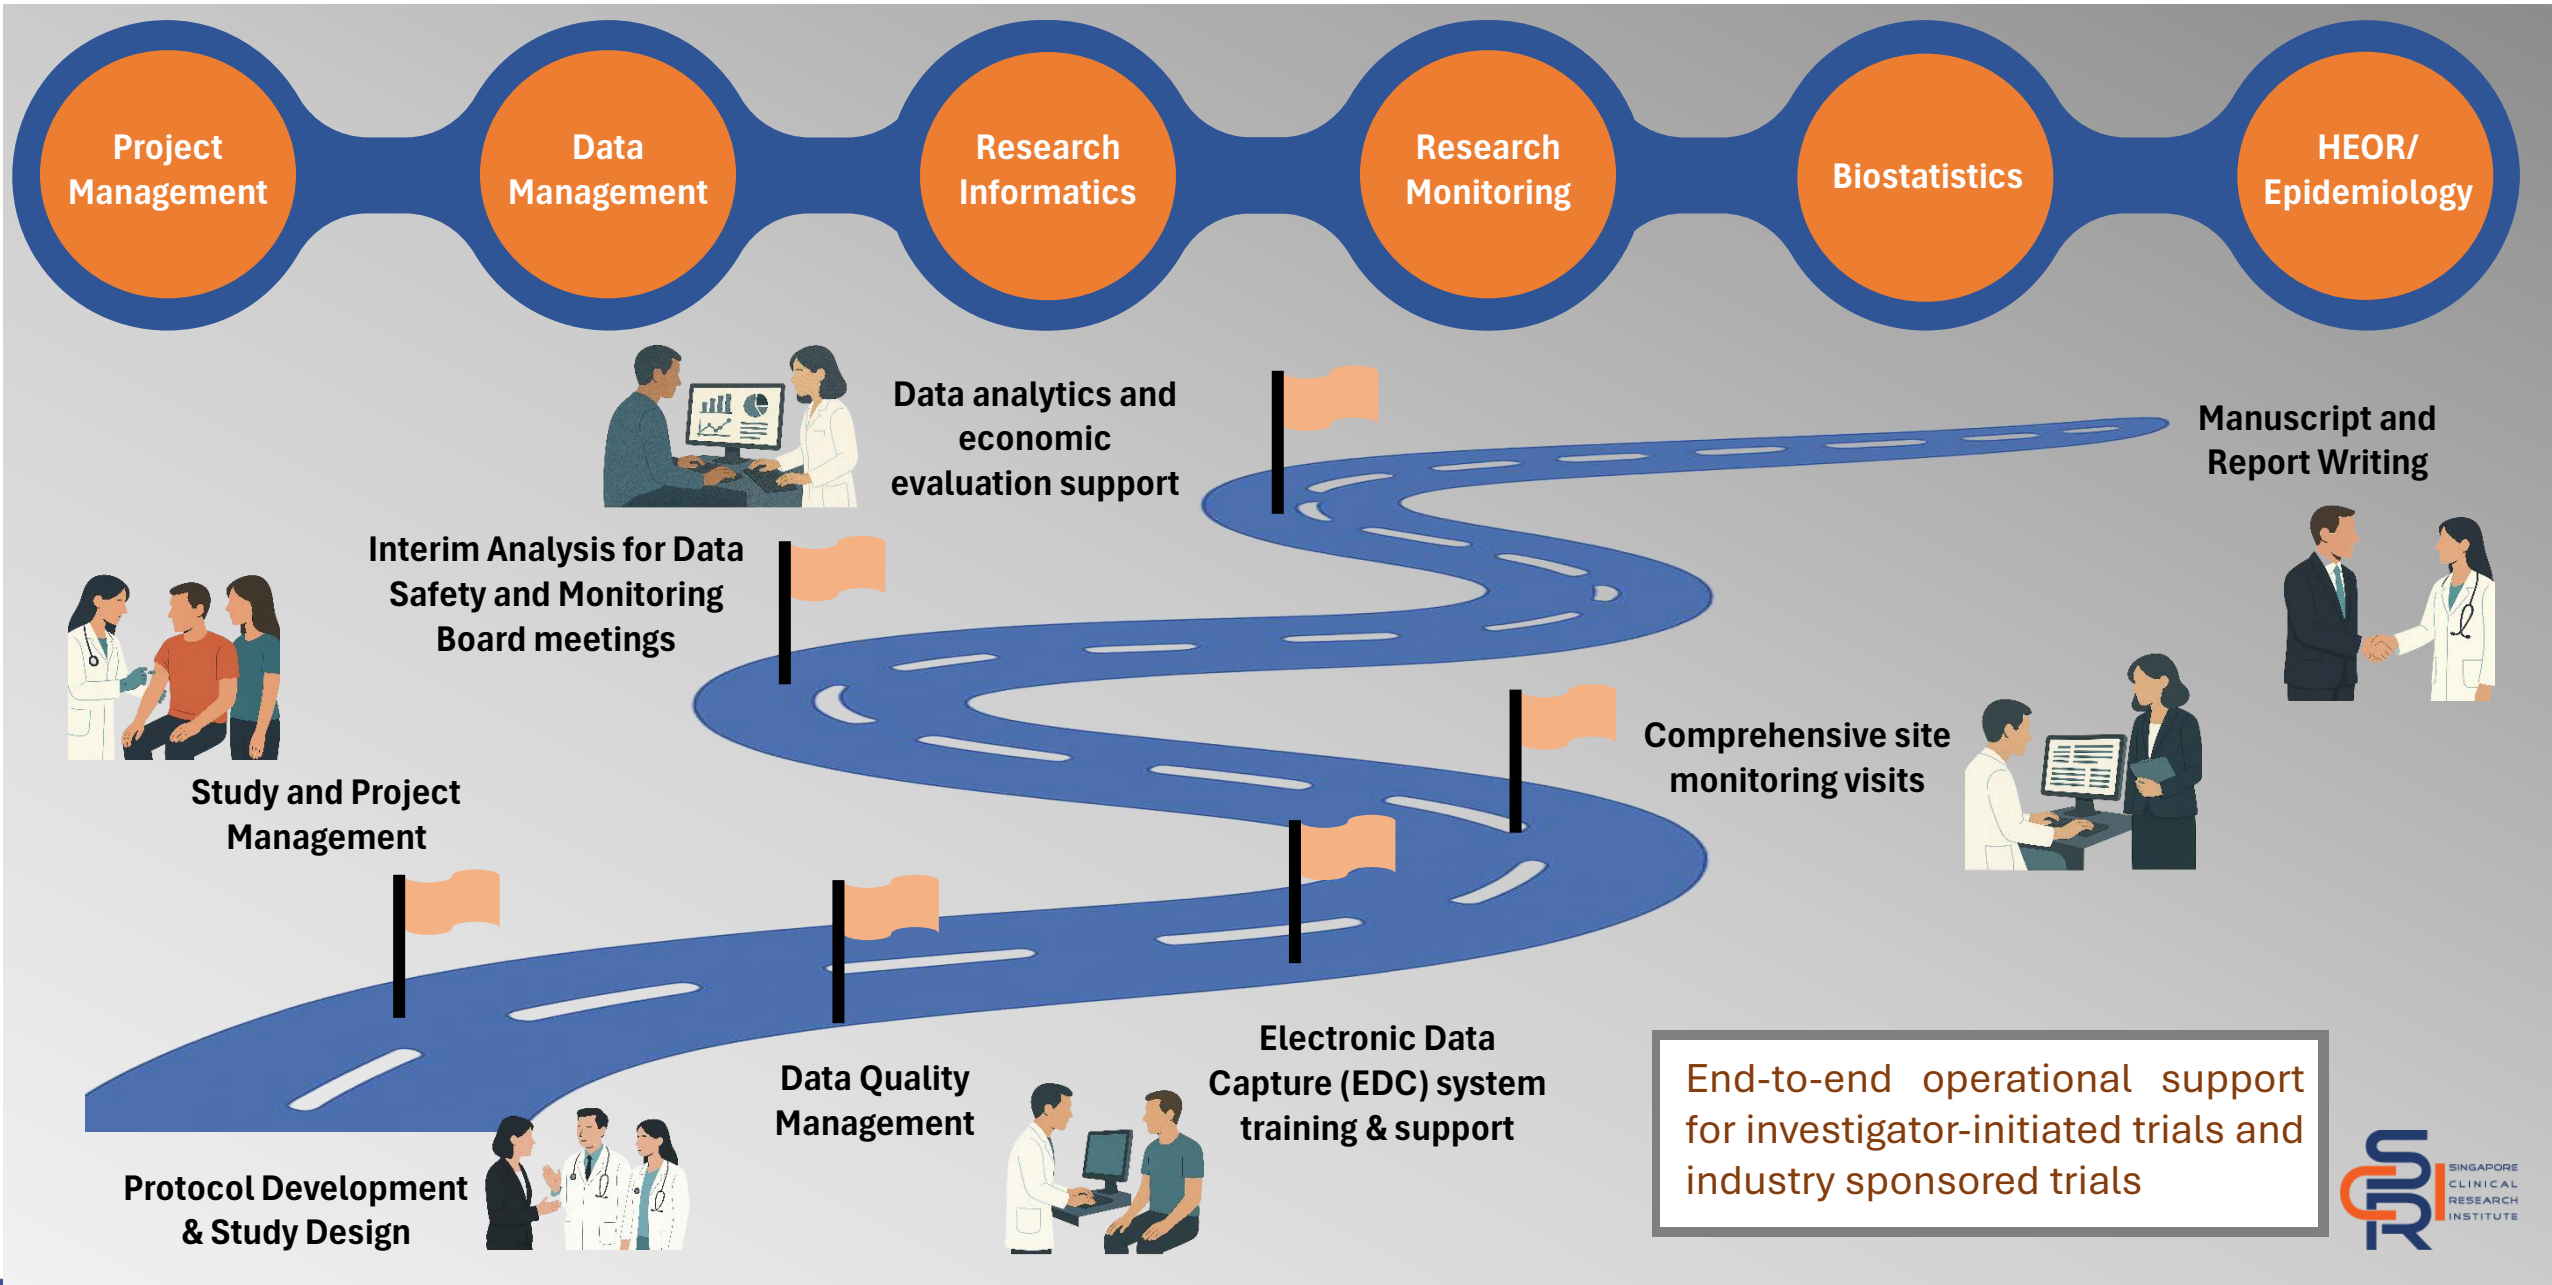 Project
Management
Data
Management
Research
Informatics
Research
Monitoring
Biostatistics
HEOR/
Epidemiology
Data analytics and
economic
evaluation support
Manuscript and
Report Writing
Interim Analysis for Data
Safety and Monitoring
Board meetings
Comprehensive site
monitoring visits
Study and Project
Management
Electronic Data
Capture (EDC) system
training & support
Data Quality
Management
Protocol Development
& Study Design
End-to-end operational support
for investigator-initiated trials and
industry sponsored trials
SCRI
SINGAPORE
CLINICAL
RESEARCH
INSTITUTE